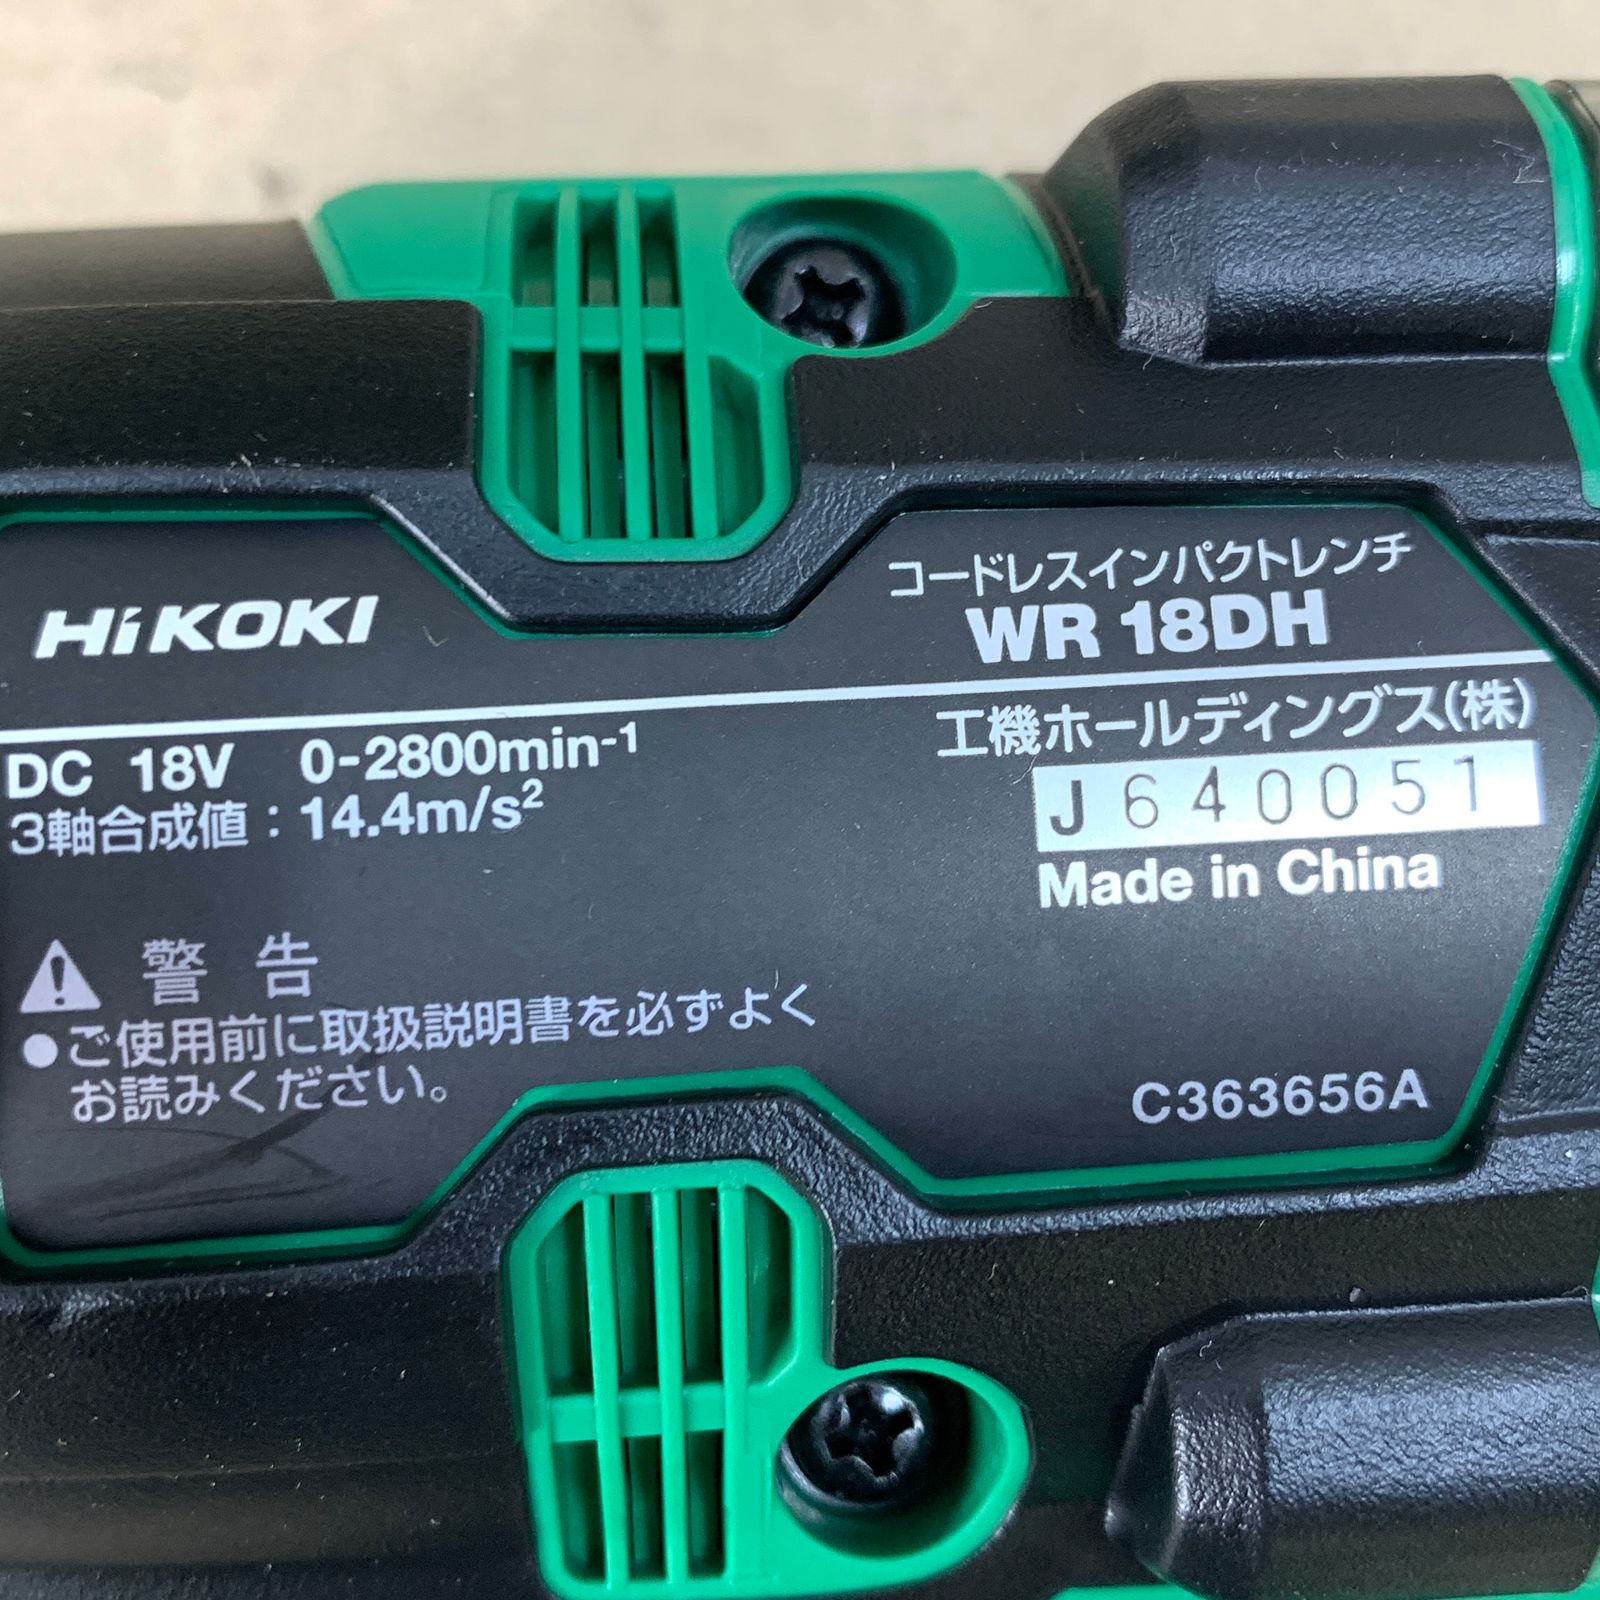 HiKOKI
コードレスインパクトレンチ
WR 18DH
DC 18V 0-2800min-1
3軸合成値：14.4m/s²
工機ホールディングス(株)
J 640051
Made in China
⚠警 告
●ご使用前に取扱説明書を必ずよく
お読みください。
C363656A